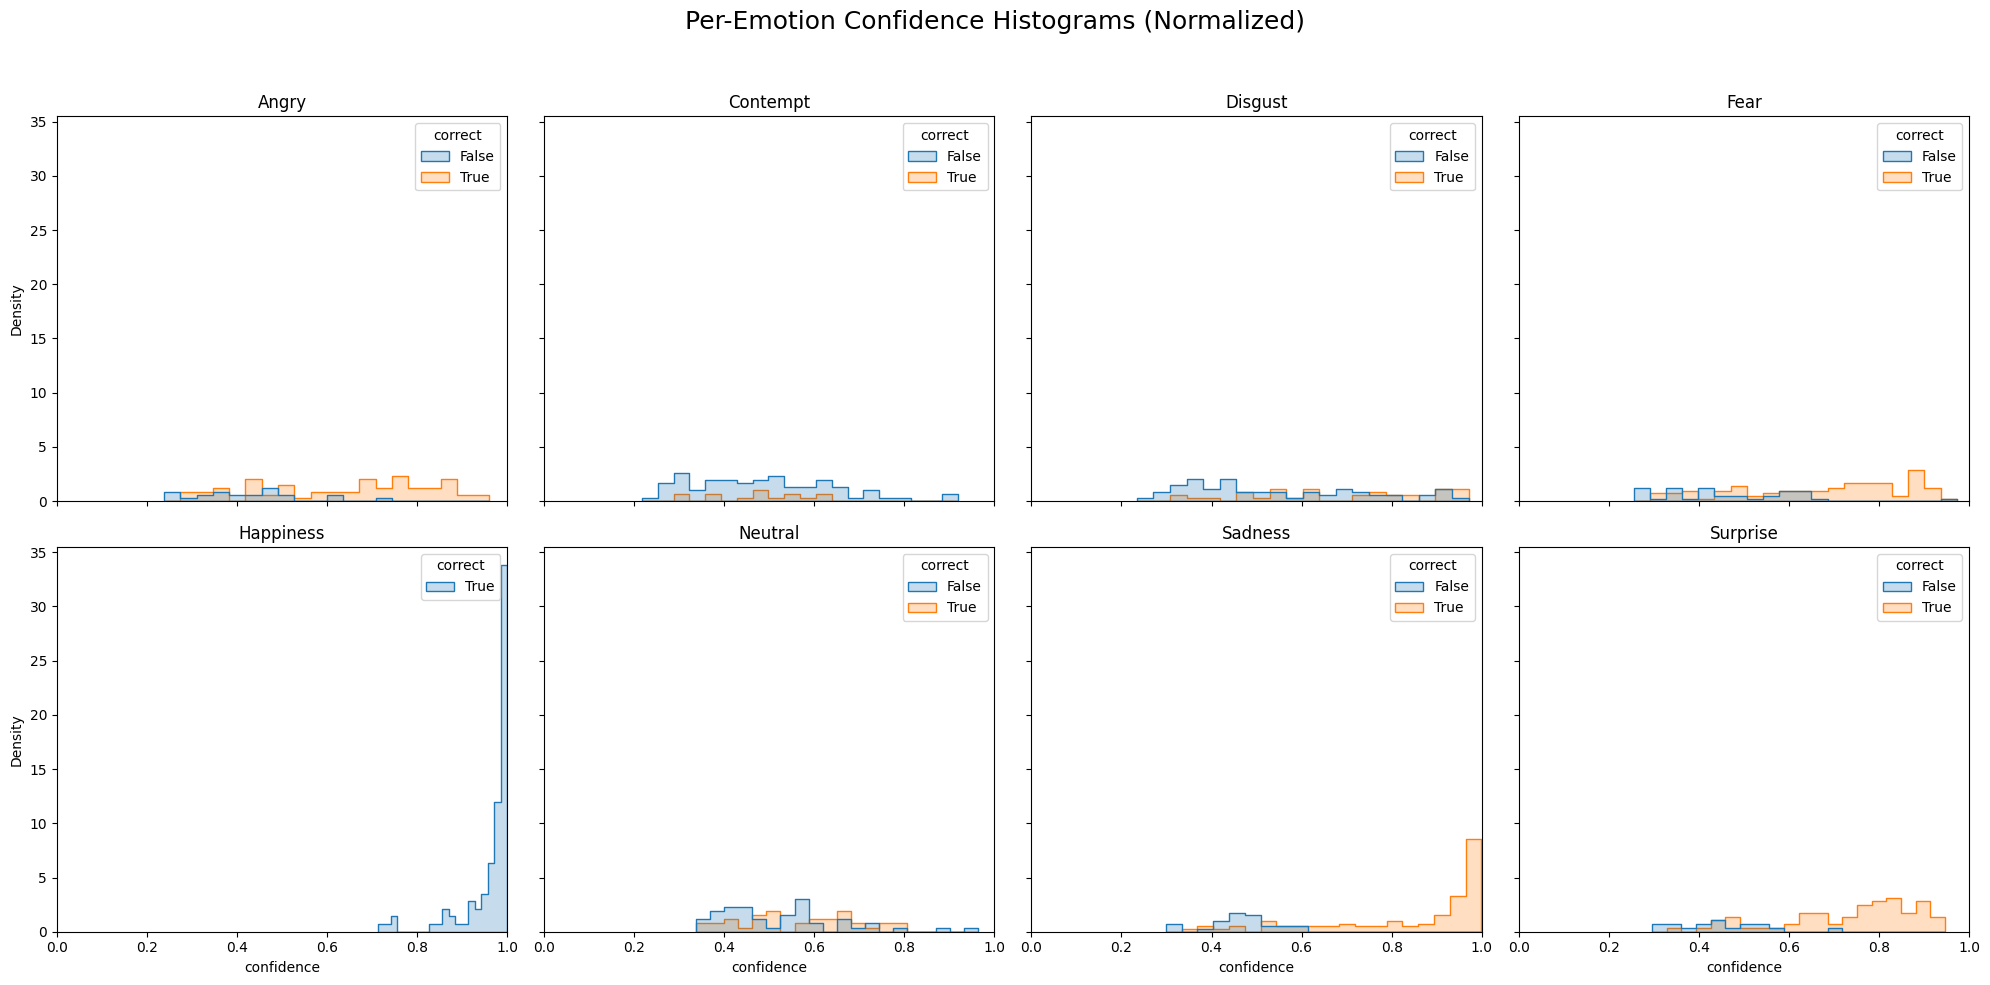 Per-Emotion Confidence Histograms (Normalized)
Angry
Contempt
Disgust
Fear
correct
False
True
correct
False
True
correct
False
True
correct
False
True
35
30
25
20
15
10
5
0
Density
Happiness
Neutral
Sadness
Surprise
correct
True
correct
False
True
correct
False
True
correct
False
True
35
30
25
20
15
10
5
0
Density
0.0 0.2 0.4 0.6 0.8 1.0
0.0 0.2 0.4 0.6 0.8 1.0
0.0 0.2 0.4 0.6 0.8 1.0
0.0 0.2 0.4 0.6 0.8 1.0
confidence
confidence
confidence
confidence